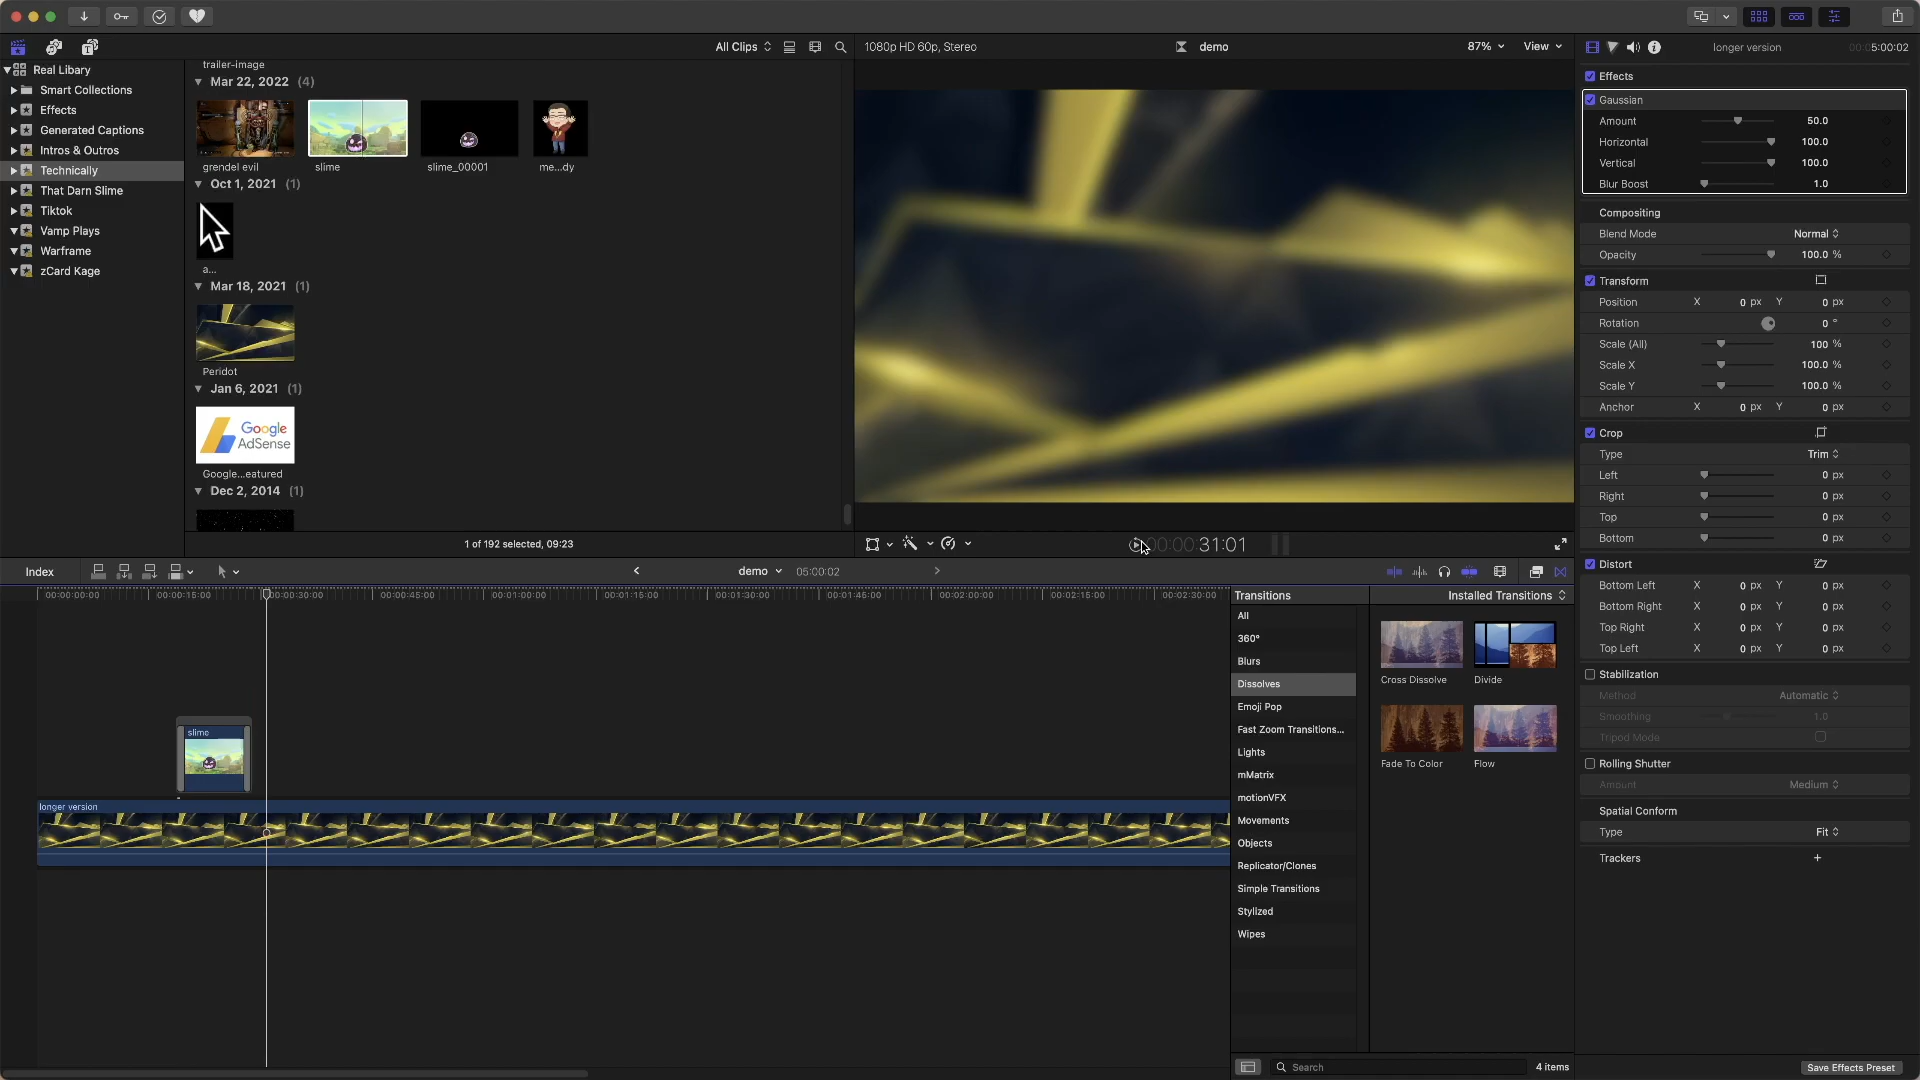 All Clips
1080p HD 60p, Stereo
demo
87%
View
longer version
5:00:02
Real Libary
Smart Collections
Effects
Generated Captions
Intros & Outros
Technically
That Darn Slime
Tiktok
Vamp Plays
Warframe
zCard Kage
trailer-image
Mar 22, 2022 (4)
grendel evil
slime
slime_00001
me...dy
Oct 1, 2021 (1)
a...
Mar 18, 2021 (1)
Peridot
Jan 6, 2021 (1)
Google
AdSense
Google...eatured
Dec 2, 2014 (1)
1 of 192 selected, 09:23
31:01
Effects
Gaussian
Amount 50.0
Horizontal 100.0
Vertical 100.0
Blur Boost 1.0
Compositing
Blend Mode Normal
Opacity 100.0 %
Transform
Position X 0 px Y 0 px
Rotation 0 °
Scale (All) 100 %
Scale X 100.0 %
Scale Y 100.0 %
Anchor X 0 px Y 0 px
Crop
Type Trim
Left 0 px
Right 0 px
Top 0 px
Bottom 0 px
Distort
Bottom Left X 0 px Y 0 px
Bottom Right X 0 px Y 0 px
Top Right X 0 px Y 0 px
Top Left X 0 px Y 0 px
Stabilization
Method Automatic
Smoothing 1.0
Tripod Mode
Rolling Shutter
Amount Medium
Spatial Conform
Type Fit
Trackers
Save Effects Preset
Index
demo
05:00:02
00:00:00:00
00:00:15:00
00:00:30:00
00:00:45:00
00:01:00:00
00:01:15:00
00:01:30:00
00:01:45:00
00:02:00:00
00:02:15:00
00:02:30:00
slime
longer version
Transitions
Installed Transitions
All
360°
Blurs
Dissolves
Emoji Pop
Fast Zoom Transitions...
Lights
mMatrix
motionVFX
Movements
Objects
Replicator/Clones
Simple Transitions
Stylized
Wipes
Cross Dissolve
Divide
Fade To Color
Flow
Search
4 items